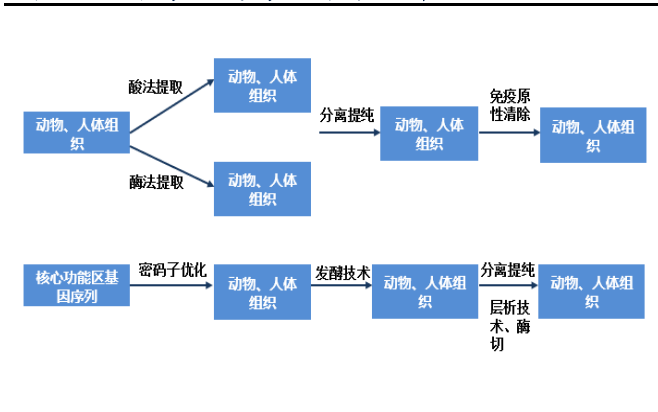 酸法提取
动物、人体
组织
动物、人体组
织
酶法提取
动物、人体
组织
分离提纯
动物、人体
组织
免疫原
性清除
动物、人体组
织
核心功能区基
因序列
密码子优化
动物、人体
组织
发酵技术
动物、人体组
织
分离提纯
层析技
术、酶
切
动物、人体组
织